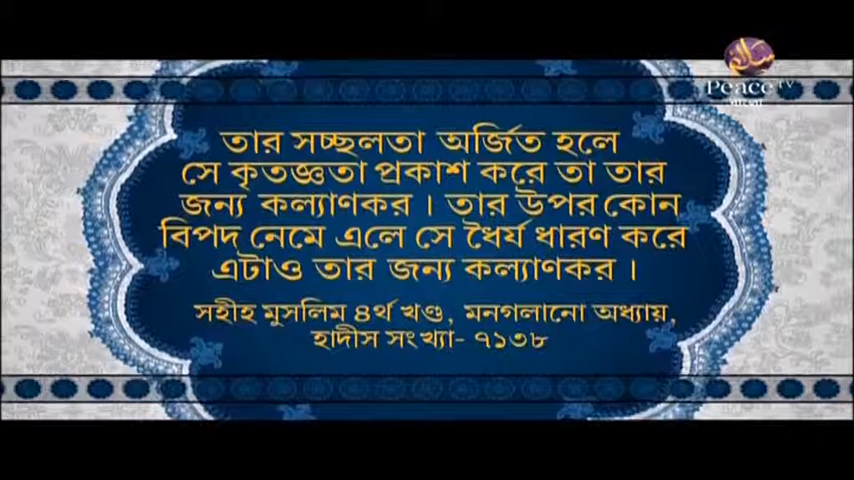 سلام
Peace TV
বাংলা
তার সচ্ছলতা অর্জিত হলে
সে কৃতজ্ঞতা প্রকাশ করে তা তার
জন্য কল্যাণকর । তার উপর কোন
বিপদ নেমে এলে সে ধৈর্য ধারণ করে
এটাও তার জন্য কল্যাণকর ।
সহীহ মুসলিম ৪র্থ খণ্ড, মনগলানো অধ্যায়,
হাদীস সংখ্যা- ৭১৩৮